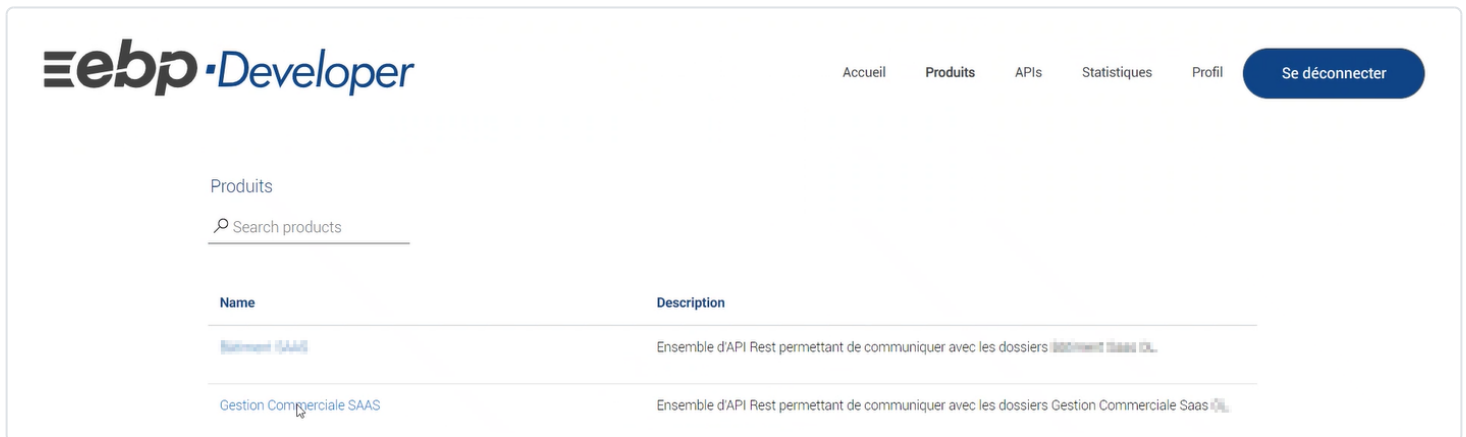 ebp·Developer
Accueil Produits APIs Statistiques Profil Se déconnecter
Produits
Search products
Name Description
Ensemble d'API Rest permettant de communiquer avec les dossiers
Gestion Commerciale SAAS Ensemble d'API Rest permettant de communiquer avec les dossiers Gestion Commerciale Saas